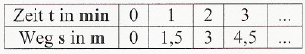 Zeit t in min 0 1 2 3 ...
Weg s in m 0 1,5 3 4,5 ...